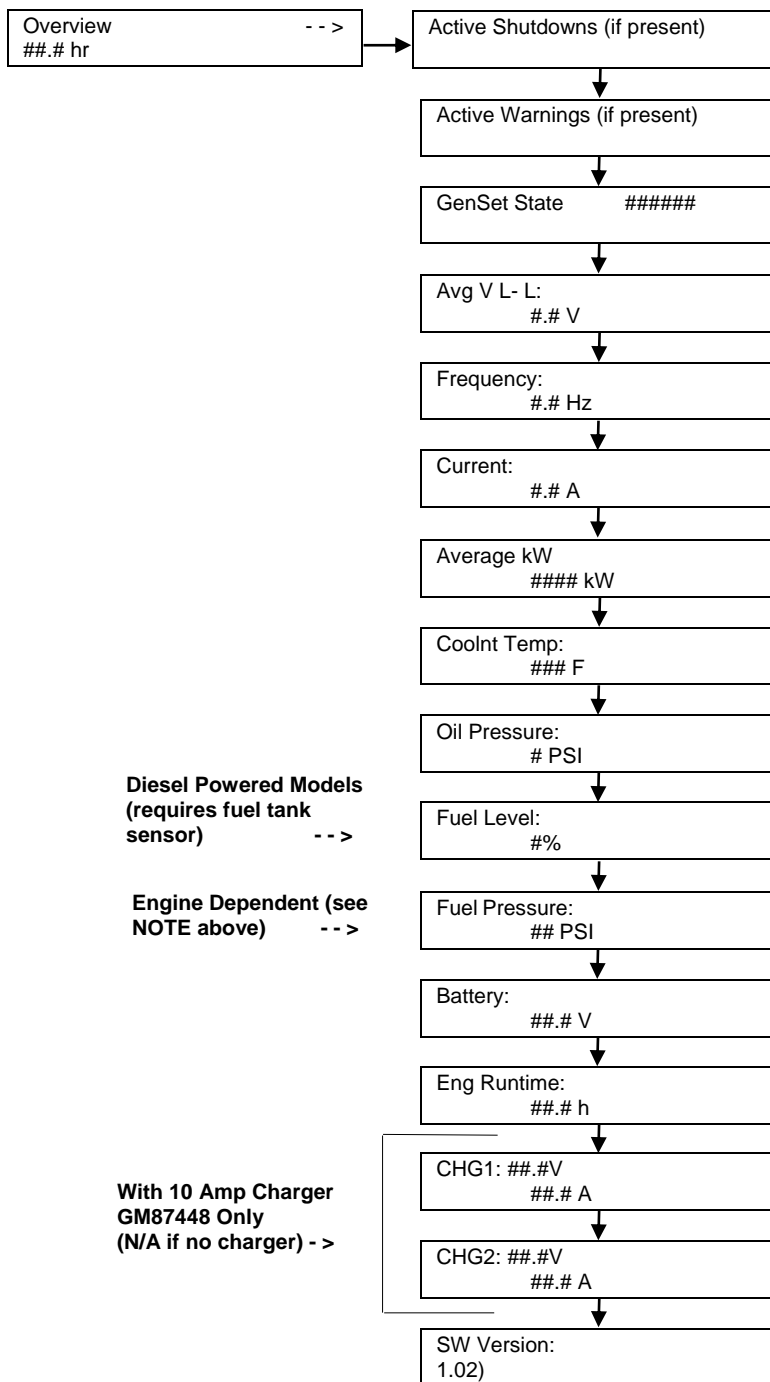 Overview - - >
##.# hr
Active Shutdowns (if present)
Active Warnings (if present)
GenSet State ######
Avg V L- L:
#.# V
Frequency:
#.# Hz
Current:
#.# A
Average kW
#### kW
Coolnt Temp:
### F
Oil Pressure:
# PSI
Diesel Powered Models
(requires fuel tank
sensor) - - >
Fuel Level:
#%
Engine Dependent (see
NOTE above) - - >
Fuel Pressure:
## PSI
Battery:
##.# V
Eng Runtime:
##.# h
With 10 Amp Charger
GM87448 Only
(N/A if no charger) - >
CHG1: ##.#V
##.# A
CHG2: ##.#V
##.# A
SW Version:
1.02)